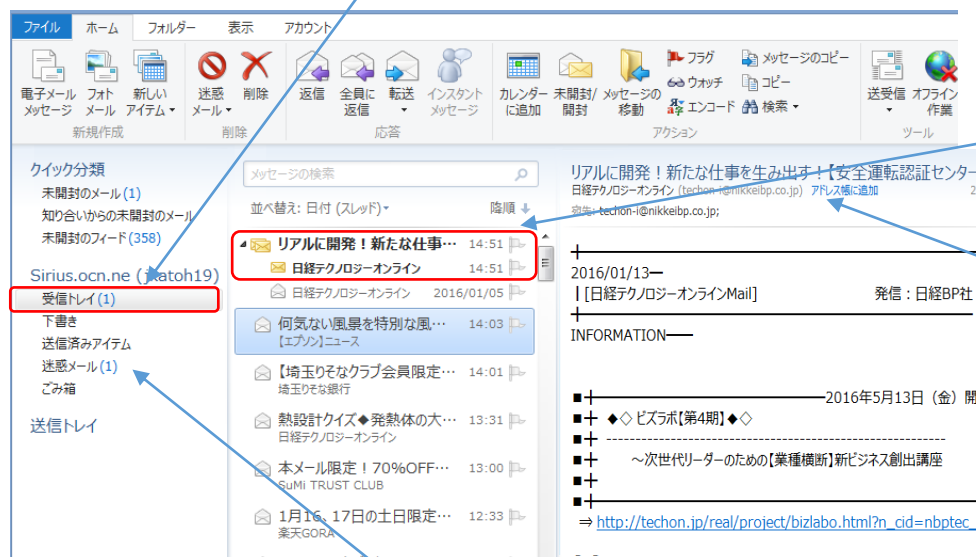 ファイル ホーム フォルダー 表示 アカウント
電子メール メッセージ
フォト メール
新しい アイテム
迷惑 メール
削除
返信
全員に 返信
転送
インスタント メッセージ
カレンダー に追加
未開封/ 開封
メッセージの 移動
フラグ メッセージのコピー
ウォッチ コピー
エンコード 検索
送受信
オフライン 作業
新規作成 削除 応答 アクション ツール
クイック分類
未開封のメール (1)
知り合いからの未開封のメール
未開封のフィード (358)
Sirius.ocn.ne (jkatoh19)
受信トレイ (1)
下書き
送信済みアイテム
迷惑メール (1)
ごみ箱
送信トレイ
メッセージの検索
並べ替え: 日付 (スレッド) 降順
リアルに開発！新たな仕事… 14:51
日経テクノロジーオンライン 14:51
日経テクノロジーオンライン 2016/01/05
何気ない風景を特別な風… 14:03
【エプソン】ニュース
【埼玉りそなクラブ会員限定… 14:01
埼玉りそな銀行
熱設計クイズ◆発熱体の大… 13:31
日経テクノロジーオンライン
本メール限定！70%OFF… 13:00
SuMi TRUST CLUB
1月16、17日の土日限定… 12:33
楽天GORA
リアルに開発！新たな仕事を生み出す！【安全運転認証センター
日経テクノロジーオンライン (techon-i@nikkeibp.co.jp) アドレス帳に追加 2
宛先: techon-i@nikkeibp.co.jp;
2016/01/13
[日経テクノロジーオンラインMail] 発信：日経BP社
INFORMATION
2016年5月13日（金）開
◆◇ ビズラボ【第4期】◆◇
～次世代リーダーのための【業種横断】新ビジネス創出講座
⇒ http://techon.jp/real/project/bizlabo.html?n_cid=nbptec_